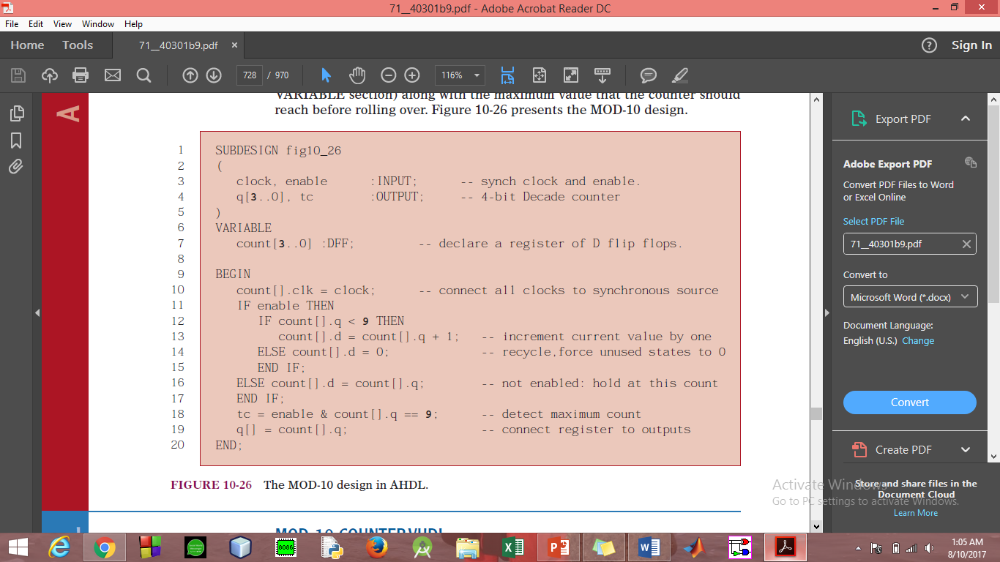 71__40301b9.pdf - Adobe Acrobat Reader DC
File Edit View Window Help
Home Tools 71__40301b9.pdf × Sign In
728 / 970 116%
VARIABLE section) along with the maximum value that the counter should
reach before rolling over. Figure 10-26 presents the MOD-10 design.
A
1 SUBDESIGN fig10_26
2 (
3 clock, enable :INPUT; -- synch clock and enable.
4 q[3..0], tc :OUTPUT; -- 4-bit Decade counter
5 )
6 VARIABLE
7 count[3..0] :DFF; -- declare a register of D flip flops.
8
9 BEGIN
10 count[].clk = clock; -- connect all clocks to synchronous source
11 IF enable THEN
12 IF count[].q < 9 THEN
13 count[].d = count[].q + 1; -- increment current value by one
14 ELSE count[].d = 0; -- recycle,force unused states to 0
15 END IF;
16 ELSE count[].d = count[].q; -- not enabled: hold at this count
17 END IF;
18 tc = enable & count[].q == 9; -- detect maximum count
19 q[] = count[].q; -- connect register to outputs
20 END;
FIGURE 10-26 The MOD-10 design in AHDL.
MOD-10 COUNTER VHDL
Export PDF
Adobe Export PDF
Convert PDF Files to Word
or Excel Online
Select PDF File
71__40301b9.pdf
Convert to
Microsoft Word (*.docx)
Document Language:
English (U.S.) Change
Convert
Create PDF
Store and share files in the
Document Cloud
Learn More
Activate Windows
Go to PC settings to activate Windows.
8086
1:05 AM
8/10/2017